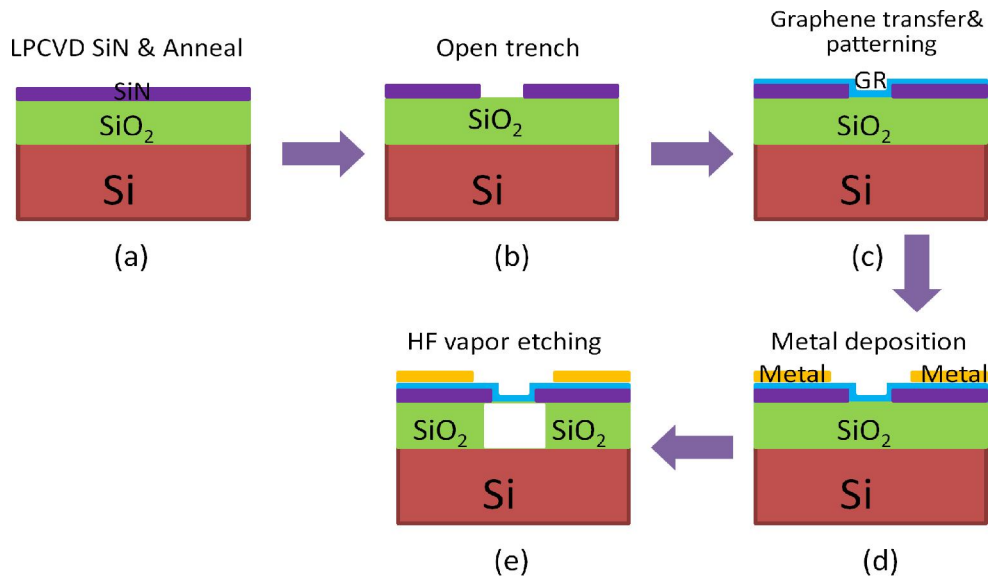 LPCVD SiN & Anneal
SiN
SiO₂
Si
(a)
Open trench
SiO₂
Si
(b)
Graphene transfer&
patterning
GR
SiO₂
Si
(c)
HF vapor etching
SiO₂ SiO₂
Si
(e)
Metal deposition
Metal Metal
SiO₂
Si
(d)